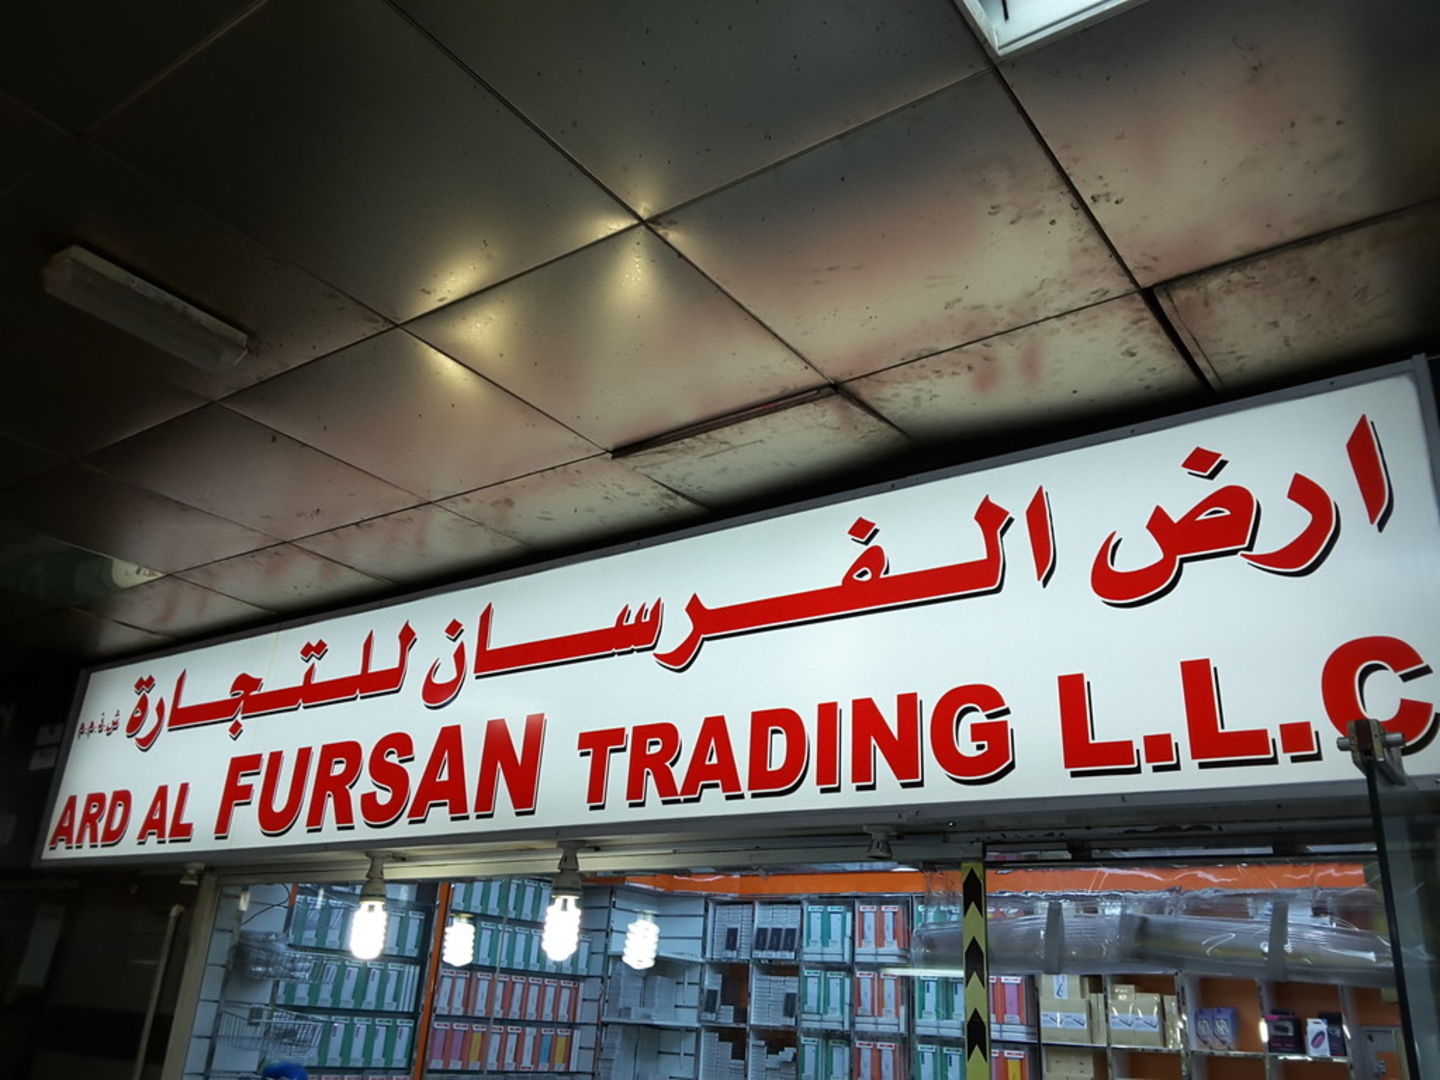 ارض الفرسان للتجارة ش.ذ.م.م
ARD AL FURSAN TRADING L.L.C